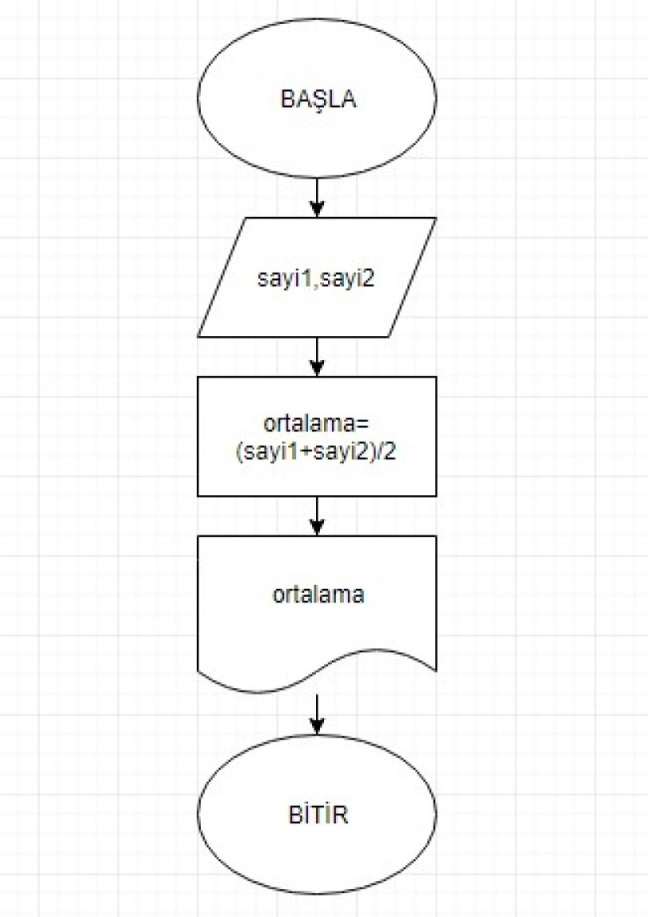 BAŞLA
sayi1,sayi2
ortalama=
(sayi1+sayi2)/2
ortalama
BİTİR